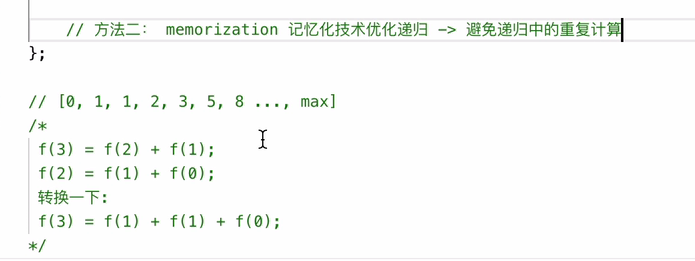 // 方法二： memorization 记忆化技术优化递归 -> 避免递归中的重复计算
};
// [0, 1, 1, 2, 3, 5, 8 ..., max]
/*
f(3) = f(2) + f(1);
f(2) = f(1) + f(0);
转换一下:
f(3) = f(1) + f(1) + f(0);
*/